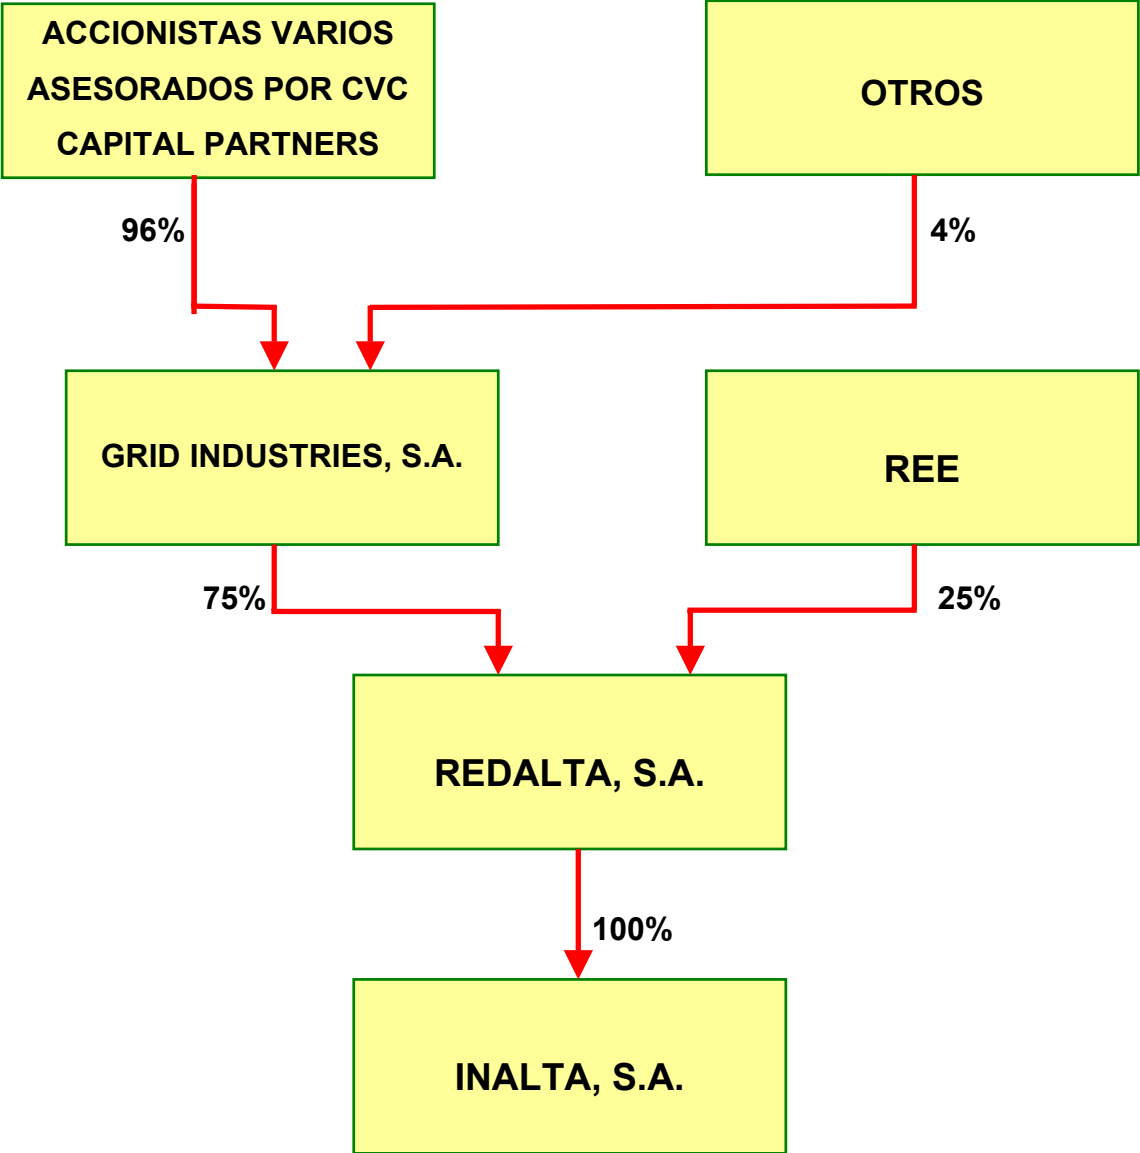 ACCIONISTAS VARIOS
ASESORADOS POR CVC
CAPITAL PARTNERS
OTROS
96%
4%
GRID INDUSTRIES, S.A.
REE
75%
25%
REDALTA, S.A.
100%
INALTA, S.A.